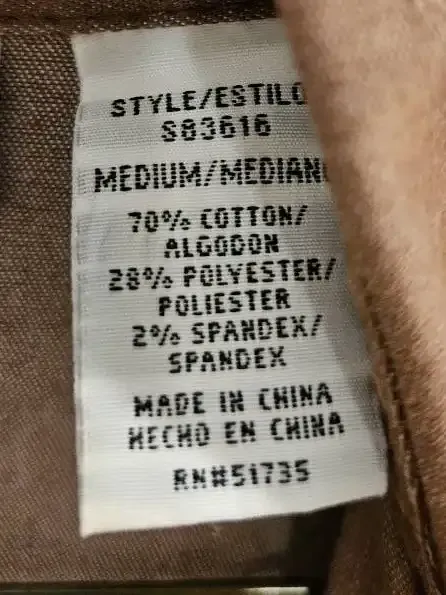 STYLE/ESTILO
S83616
MEDIUM/MEDIAN
70% COTTON/
ALGODON
28% POLYESTER/
POLIESTER
2% SPANDEX/
SPANDEX
MADE IN CHINA
HECHO EN CHINA
RN#51735